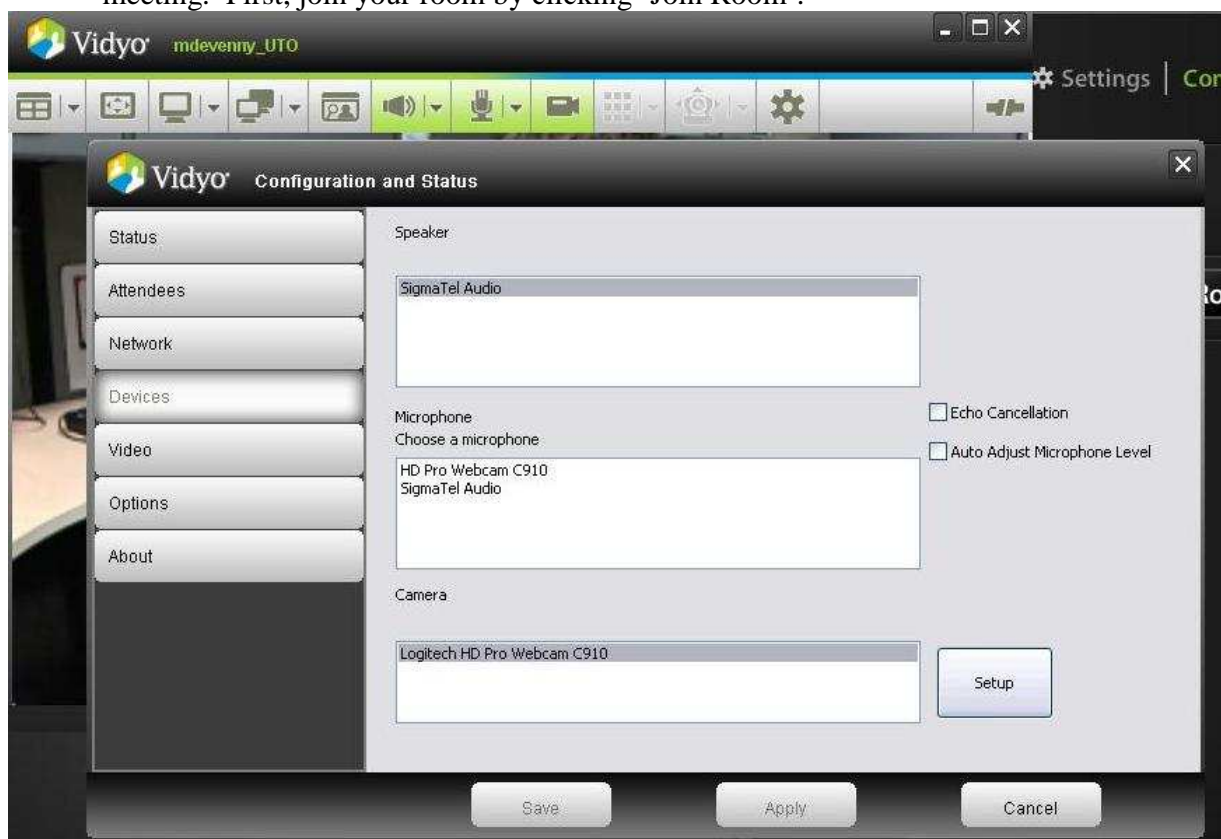 meeting. First, join your room by clicking "Join Room".
Vidyo mdevenny_UTO
Settings | Con
Vidyo Configuration and Status
Status
Attendees
Network
Devices
Video
Options
About
Speaker
SigmaTel Audio
Microphone
Choose a microphone
HD Pro Webcam C910
SigmaTel Audio
Echo Cancellation
Auto Adjust Microphone Level
Camera
Logitech HD Pro Webcam C910
Setup
Ro
Save
Apply
Cancel